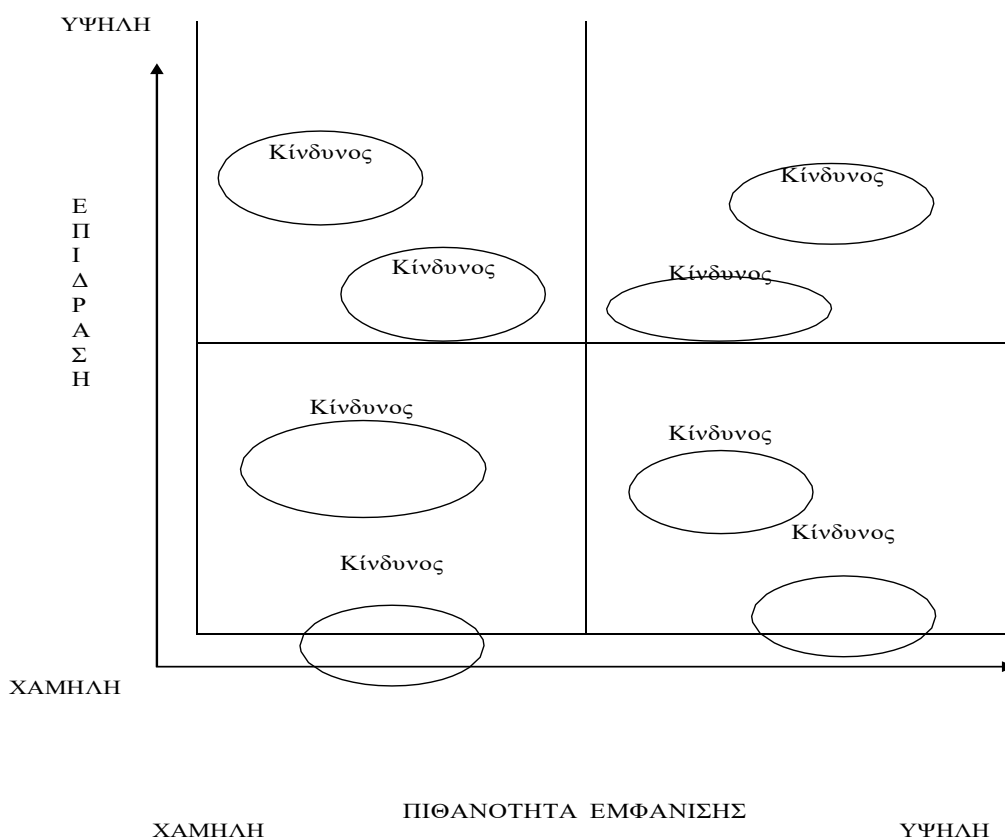 ΥΨΗΛΗ
Κίνδυνος
Κίνδυνος
Κίνδυνος
Κίνδυνος
Ε
Π
Ι
Δ
Ρ
Α
Σ
Η
Κίνδυνος
Κίνδυνος
Κίνδυνος
Κίνδυνος
ΧΑΜΗΛΗ
ΠΙΘΑΝΟΤΗΤΑ ΕΜΦΑΝΙΣΗΣ
ΧΑΜΗΛΗ
ΥΨΗΛΗ